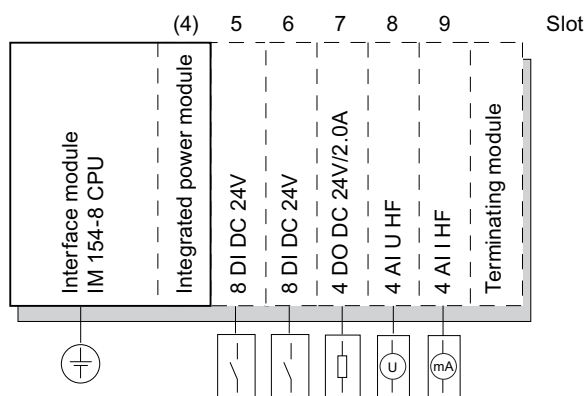 (4) 5 6 7 8 9 Slot
Interface module
IM 154-8 CPU
Integrated power module
8 DI DC 24V
8 DI DC 24V
4 DO DC 24V/2.0A
4 AI U HF
4 AI I HF
Terminating module
U
mA